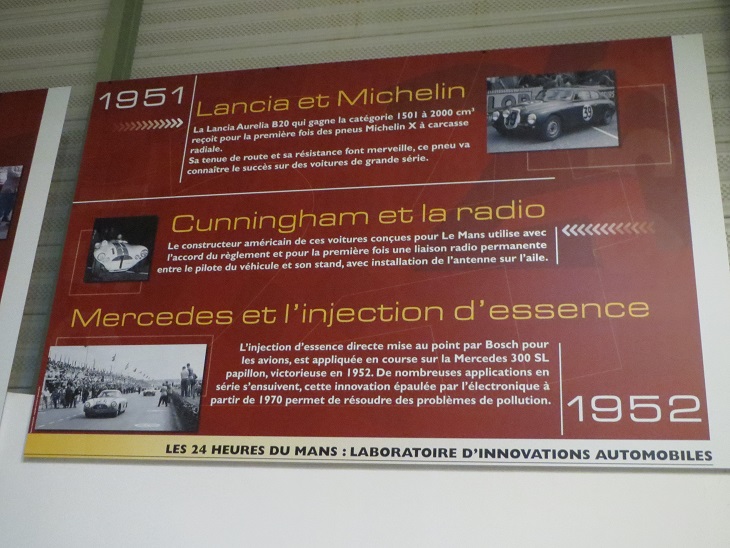 1951
Lancia et Michelin
La Lancia Aurelia B20 qui gagne la catégorie 1501 à 2000 cm³
reçoit pour la première fois des pneus Michelin X à carcasse
radiale.
Sa tenue de route et sa résistance font merveille, ce pneu va
connaître le succès sur des voitures de grande série.
39
Cunningham et la radio
Le constructeur américain de ces voitures conçues pour Le Mans utilise avec
l'accord du règlement et pour la première fois une liaison radio permanente
entre le pilote du véhicule et son stand, avec installation de l'antenne sur l'aile.
1
Mercedes et l'injection d'essence
L'injection d'essence directe mise au point par Bosch pour
les avions, est appliquée en course sur la Mercedes 300 SL
papillon, victorieuse en 1952. De nombreuses applications en
série s'ensuivent, cette innovation épaulée par l'électronique à
partir de 1970 permet de résoudre des problèmes de pollution.
1952
LES 24 HEURES DU MANS : LABORATOIRE D'INNOVATIONS AUTOMOBILES